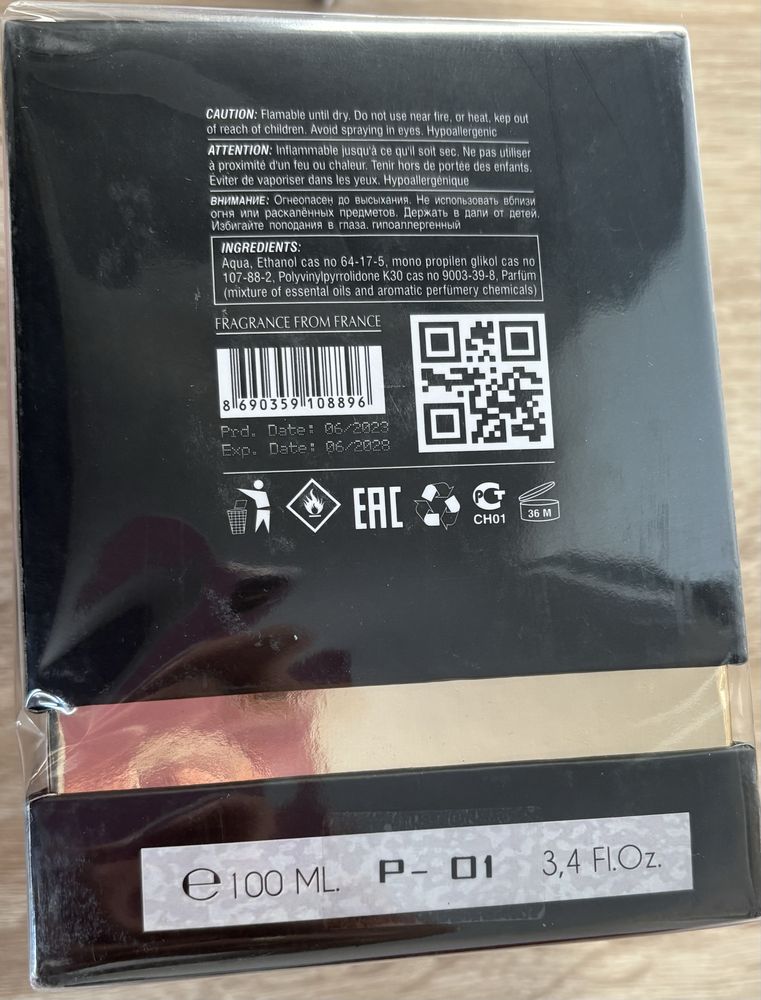 CAUTION: Flamable until dry. Do not use near fire, or heat, kep out
of reach of children. Avoid spraying in eyes. Hypoallergenic
ATTENTION: Inflammable jusqu'à ce qu'il soit sec. Ne pas utiliser
à proximité d'un feu ou chaleur. Tenir hors de portée des enfants.
Éviter de vaporiser dans les yeux. Hypoallergénique
ВНИМАНИЕ: Огнеопасен до высыхания. Не использовать вблизи
огня или раскалённых предметов. Держать в дали от детей.
Избигайте поподания в глаза. гипоаллергенный
INGREDIENTS:
Aqua, Ethanol cas no 64-17-5, mono propilen glikol cas no
107-88-2, Polyvinylpyrrolidone K30 cas no 9003-39-8, Parfüm
(mixture of essental oils and aromatic perfümery chemicals)
FRAGRANCE FROM FRANCE
8 690359 108896
Prd. Date: 06/2023
Exp. Date: 06/2028
EAC
РСТ
CH01
36 M
e 100 ML. P- 01 3,4 Fl.Oz.